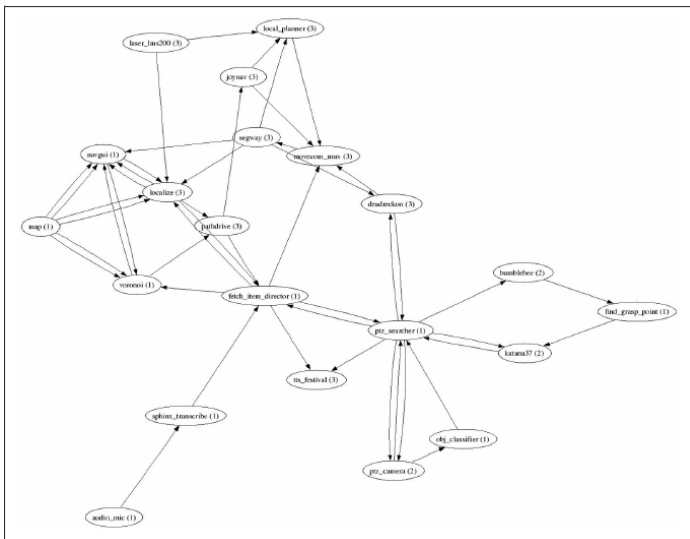 local_planner (3)
laser_lms200 (3)
joynav (3)
segway (3)
navgui (1)
movecom_mux (3)
localize (3)
deadreckon (3)
map (1)
pathdrive (3)
bumblebee (2)
voronoi (1)
fetch_item_director (1)
find_grasp_point (1)
ptz_searcher (1)
katana37 (2)
tts_festival (3)
sphinx_transcribe (1)
obj_classifier (1)
ptz_camera (2)
audio_mic (1)